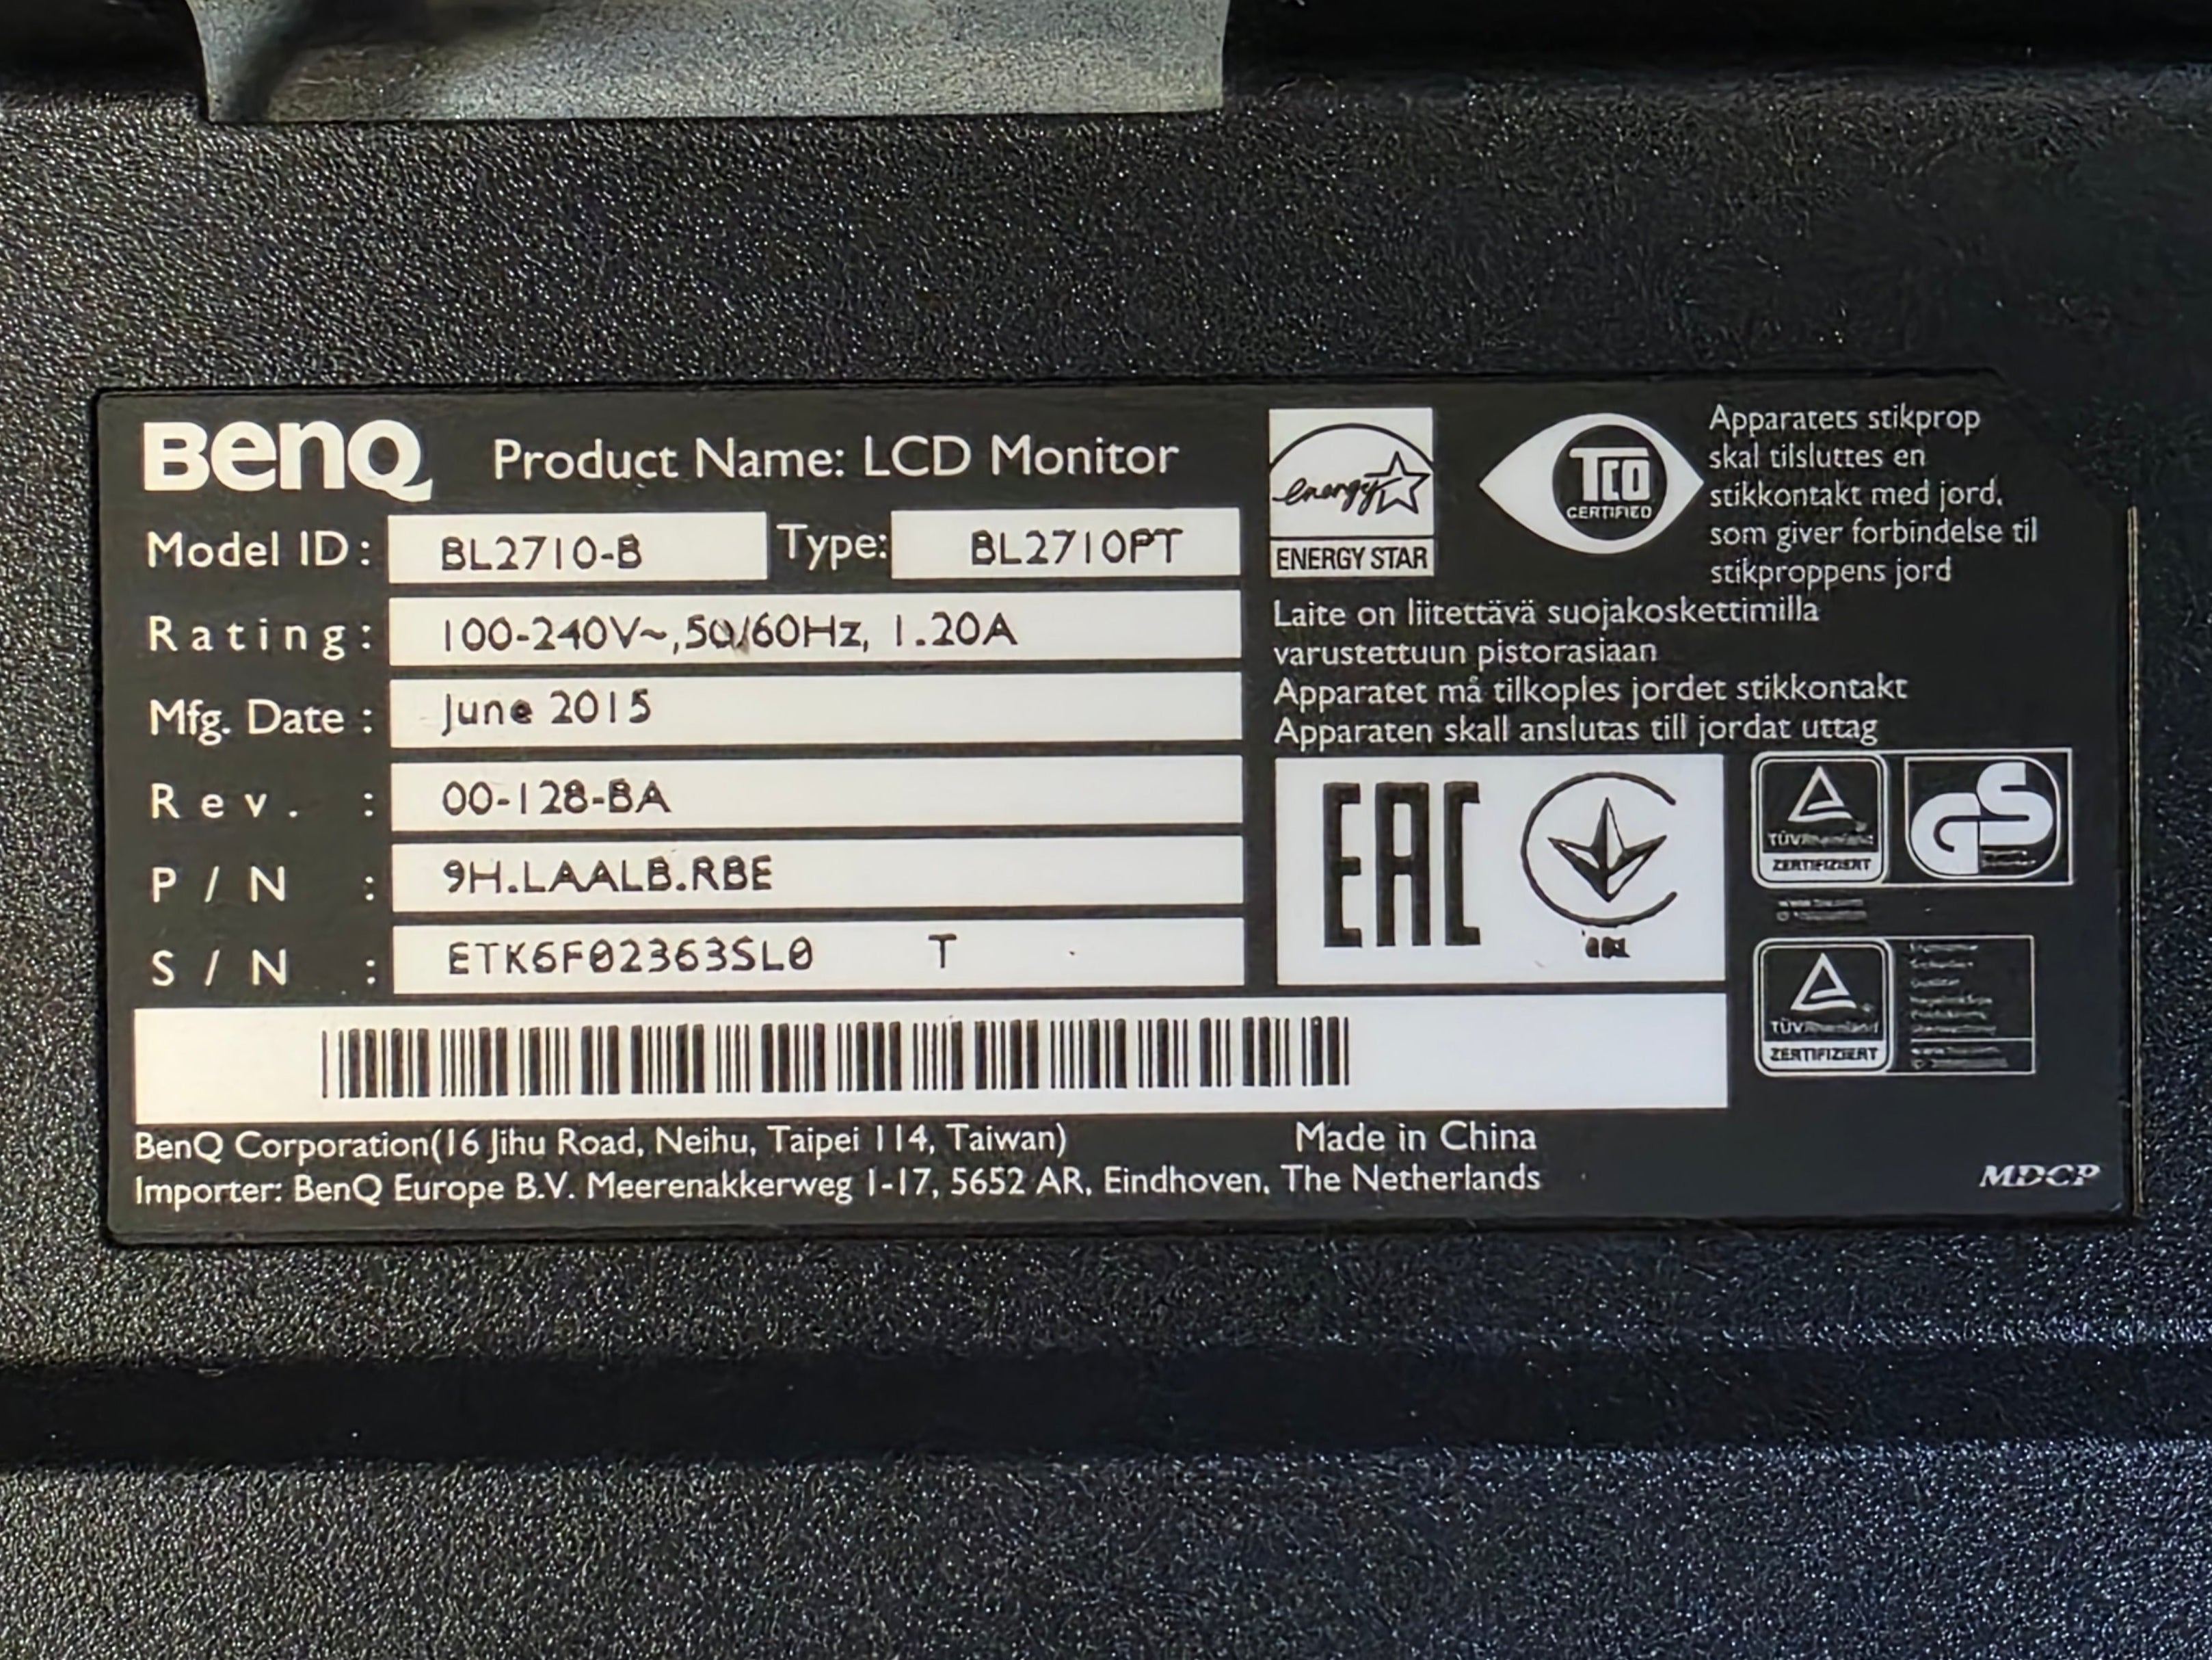 BenQ Product Name: LCD Monitor
Model ID: BL2710-B Type: BL2710PT
Rating: 100-240V~,50/60Hz, 1.20A
Mfg. Date : June 2015
Rev. : 00-128-BA
P/N : 9H.LAALB.RBE
S/N : ETK6F02363SL0 T
BenQ Corporation(16 Jihu Road, Neihu, Taipei 114, Taiwan) Made in China
Importer: BenQ Europe B.V. Meerenakkerweg 1-17, 5652 AR, Eindhoven, The Netherlands
energy
ENERGY STAR
TCO
CERTIFIED
Apparatets stikprop
skal tilsluttes en
stikkontakt med jord,
som giver forbindelse til
stikproppens jord
Laite on liitettävä suojakoskettimilla
varustettuun pistorasiaan
Apparatet må tilkoples jordet stikkontakt
Apparaten skall anslutas till jordat uttag
EAC
TÜVRheinland
ZERTIFIZIERT
GS
TÜVRheinland
ZERTIFIZIERT
MDCP